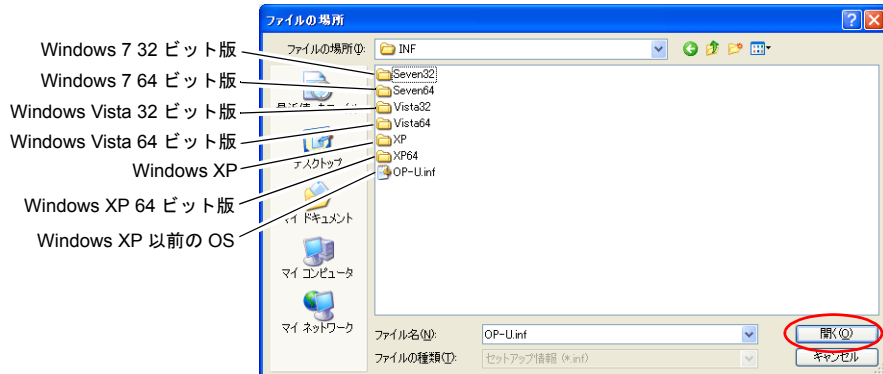 ファイルの場所
ファイルの場所(I):
INF
Windows 7 32 ビット版
Windows 7 64 ビット版
Windows Vista 32 ビット版
Windows Vista 64 ビット版
Windows XP
Windows XP 64 ビット版
Windows XP 以前の OS
Seven32
Seven64
Vista32
Vista64
XP
XP64
OP-U.inf
デスクトップ
マイ ドキュメント
マイ コンピュータ
マイ ネットワーク
ファイル名(N):
OP-U.inf
開く(O)
ファイルの種類(T):
セットアップ情報 (*.inf)
キャンセル